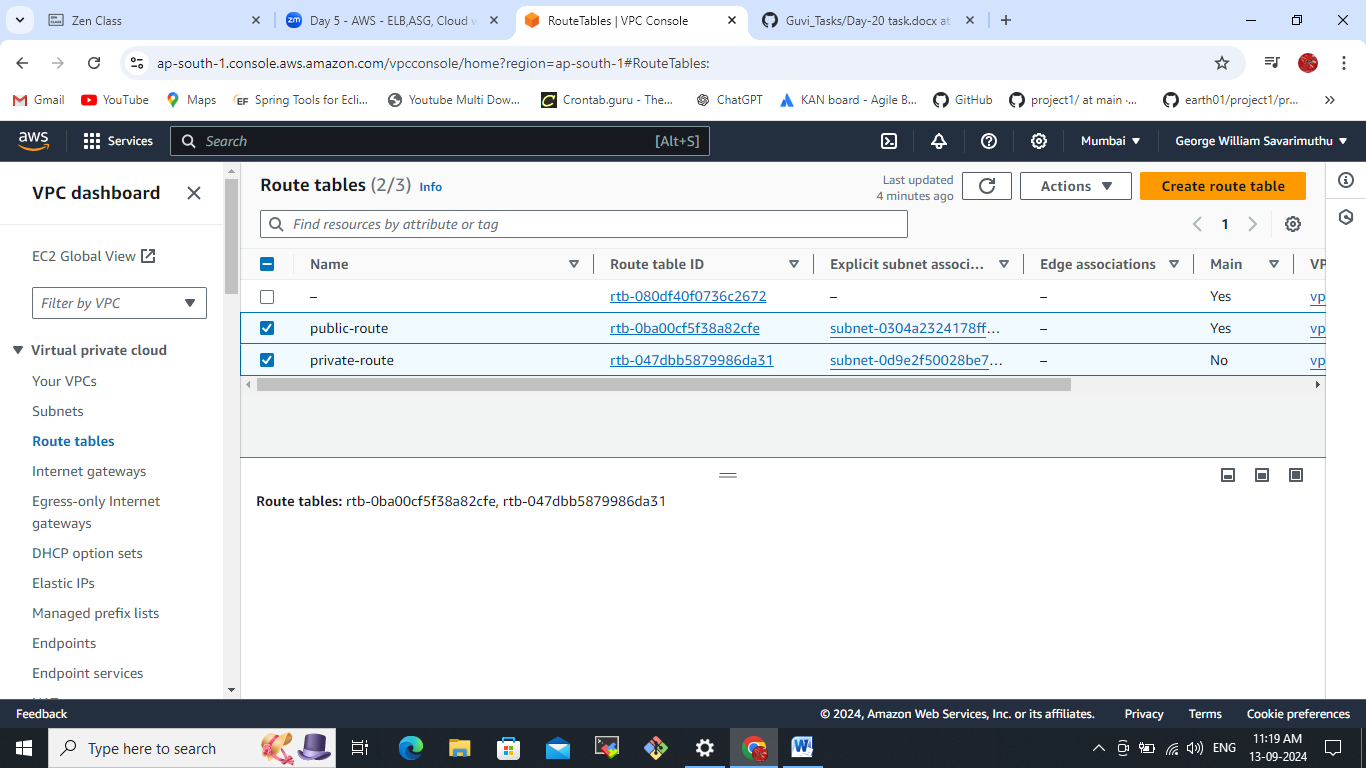 Zen Class
zm Day 5 - AWS - ELB,ASG, Cloud w
RouteTables | VPC Console
Guvi_Tasks/Day-20 task.docx at
ap-south-1.console.aws.amazon.com/vpcconsole/home?region=ap-south-1#RouteTables:
Gmail YouTube Maps EF Spring Tools for Ecli... Youtube Multi Dow... Crontab.guru - The... ChatGPT KAN board - Agile B... GitHub project1/ at main ·... earth01/project1/pr...
aws Services Search [Alt+S] Mumbai George William Savarimuthu
VPC dashboard
EC2 Global View
Filter by VPC
Virtual private cloud
Your VPCs
Subnets
Route tables
Internet gateways
Egress-only Internet
gateways
DHCP option sets
Elastic IPs
Managed prefix lists
Endpoints
Endpoint services
Route tables (2/3) Info
Last updated
4 minutes ago
Actions
Create route table
Find resources by attribute or tag
1
Name Route table ID Explicit subnet associ... Edge associations Main VP
– rtb-080df40f0736c2672 – – Yes vp
public-route rtb-0ba00cf5f38a82cfe subnet-0304a2324178ff... – Yes vp
private-route rtb-047dbb5879986da31 subnet-0d9e2f50028be7... – No vp
Route tables: rtb-0ba00cf5f38a82cfe, rtb-047dbb5879986da31
Feedback © 2024, Amazon Web Services, Inc. or its affiliates. Privacy Terms Cookie preferences
Type here to search
ENG
11:19 AM
13-09-2024